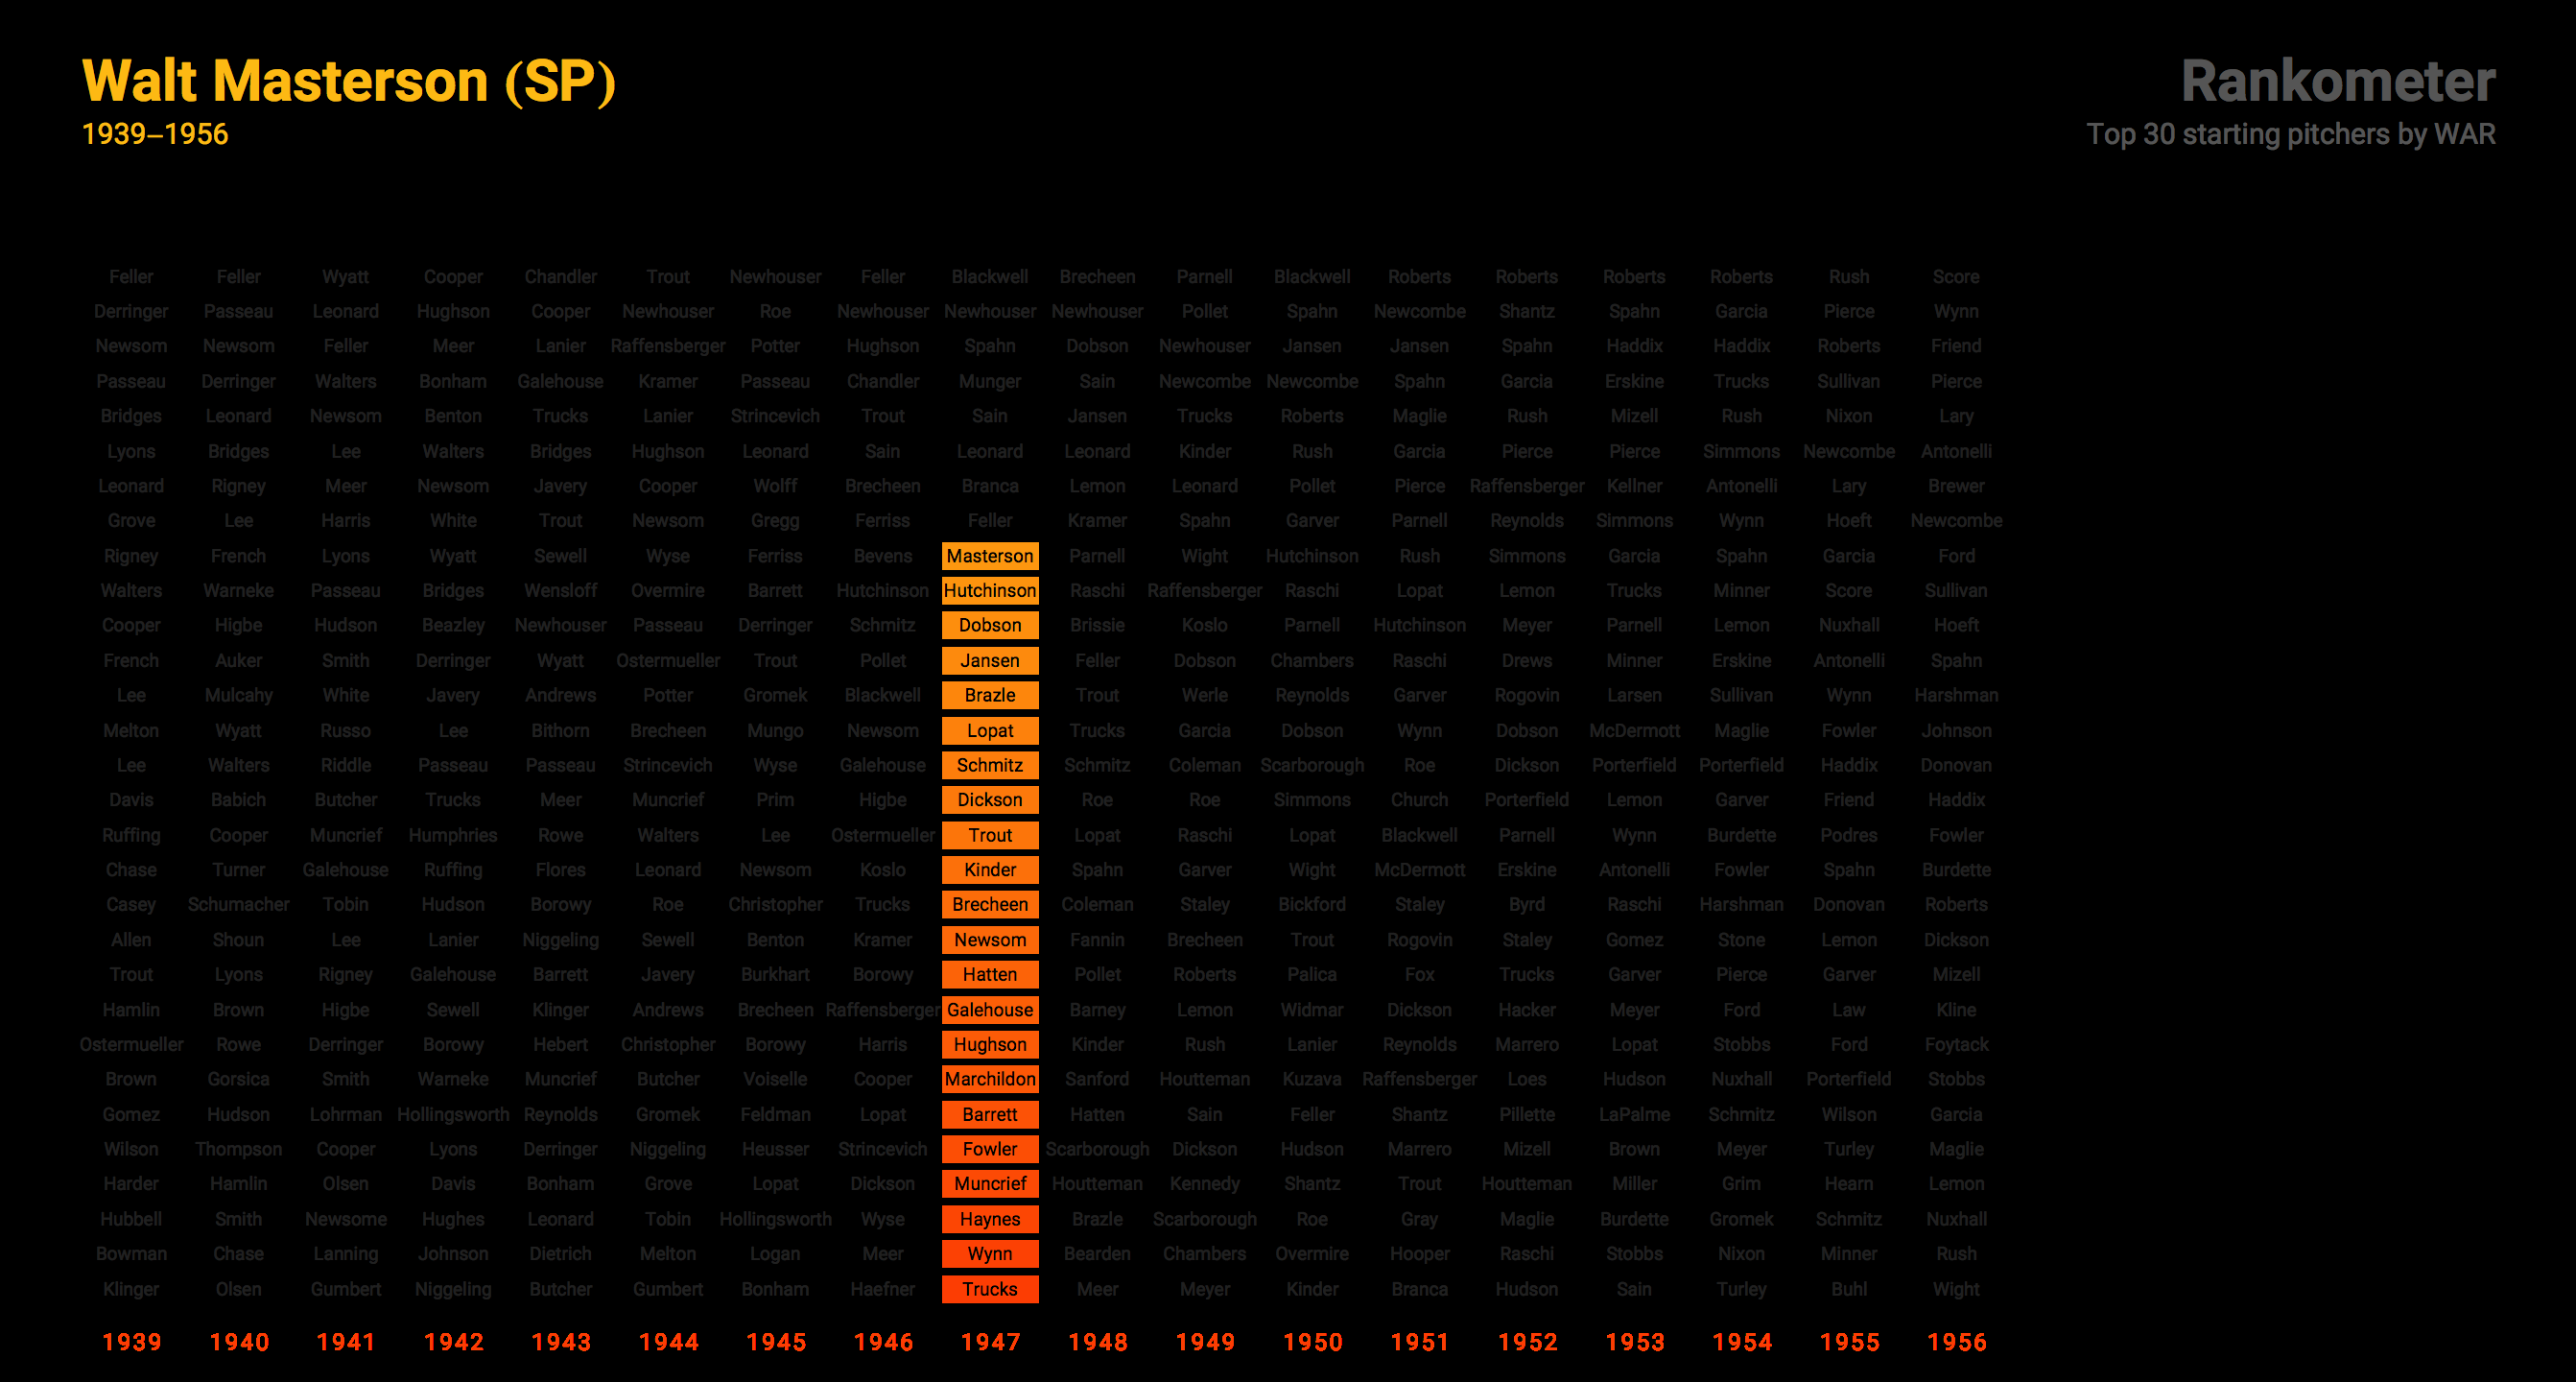 Walt Masterson (SP)
1939–1956
Rankometer
Top 30 starting pitchers by WAR
Feller Feller Wyatt Cooper Chandler Trout Newhouser Feller Blackwell Brecheen Parnell Blackwell Roberts Roberts Roberts Roberts Rush Score
Derringer Passeau Leonard Hughson Cooper Newhouser Roe Newhouser Newhouser Newhouser Pollet Spahn Newcombe Shantz Spahn Garcia Pierce Wynn
Newsom Newsom Feller Meer Lanier Raffensberger Potter Hughson Spahn Dobson Newhouser Jansen Jansen Spahn Haddix Haddix Roberts Friend
Passeau Derringer Walters Bonham Galehouse Kramer Passeau Chandler Munger Sain Newcombe Newcombe Spahn Garcia Erskine Trucks Sullivan Pierce
Bridges Leonard Newsom Benton Trucks Lanier Strincevich Trout Sain Jansen Trucks Roberts Maglie Rush Mizell Rush Nixon Lary
Lyons Bridges Lee Walters Bridges Hughson Leonard Sain Leonard Leonard Kinder Rush Garcia Pierce Pierce Simmons Newcombe Antonelli
Leonard Rigney Meer Newsom Javery Cooper Wolff Brecheen Branca Lemon Leonard Pollet Pierce Raffensberger Kellner Antonelli Lary Brewer
Grove Lee Harris White Trout Newsom Gregg Ferriss Feller Kramer Spahn Garver Parnell Reynolds Simmons Wynn Hoeft Newcombe
Rigney French Lyons Wyatt Sewell Wyse Ferriss Bevens Masterson Parnell Wight Hutchinson Rush Simmons Garcia Spahn Garcia Ford
Walters Warneke Passeau Bridges Wensloff Overmire Barrett Hutchinson Hutchinson Raschi Raffensberger Raschi Lopat Lemon Trucks Minner Score Sullivan
Cooper Higbe Hudson Beazley Newhouser Passeau Derringer Schmitz Dobson Brissie Koslo Parnell Hutchinson Meyer Parnell Lemon Nuxhall Hoeft
French Auker Smith Derringer Wyatt Ostermueller Trout Pollet Jansen Feller Dobson Chambers Raschi Drews Minner Erskine Antonelli Spahn
Lee Mulcahy White Javery Andrews Potter Gromek Blackwell Brazle Trout Werle Reynolds Garver Rogovin Larsen Sullivan Wynn Harshman
Melton Wyatt Russo Lee Bithorn Brecheen Mungo Newsom Lopat Trucks Garcia Dobson Wynn Dobson McDermott Maglie Fowler Johnson
Lee Walters Riddle Passeau Passeau Strincevich Wyse Galehouse Schmitz Schmitz Coleman Scarborough Roe Dickson Porterfield Porterfield Haddix Donovan
Davis Babich Butcher Trucks Meer Muncrief Prim Higbe Dickson Roe Roe Simmons Church Porterfield Lemon Garver Friend Haddix
Ruffing Cooper Muncrief Humphries Rowe Walters Lee Ostermueller Trout Lopat Raschi Lopat Blackwell Parnell Wynn Burdette Podres Fowler
Chase Turner Galehouse Ruffing Flores Leonard Newsom Koslo Kinder Spahn Garver Wight McDermott Erskine Antonelli Fowler Spahn Burdette
Casey Schumacher Tobin Hudson Borowy Roe Christopher Trucks Brecheen Coleman Staley Bickford Staley Byrd Raschi Harshman Donovan Roberts
Allen Shoun Lee Lanier Niggeling Sewell Benton Kramer Newsom Fannin Brecheen Trout Rogovin Staley Gomez Stone Lemon Dickson
Trout Lyons Rigney Galehouse Barrett Javery Burkhart Borowy Hatten Pollet Roberts Palica Fox Trucks Garver Pierce Garver Mizell
Hamlin Brown Higbe Sewell Klinger Andrews Brecheen Raffensberger Galehouse Barney Lemon Widmar Dickson Hacker Meyer Ford Law Kline
Ostermueller Rowe Derringer Borowy Hebert Christopher Borowy Harris Hughson Kinder Rush Lanier Reynolds Marrero Lopat Stobbs Ford Foytack
Brown Gorsica Smith Warneke Muncrief Butcher Voiselle Cooper Marchildon Sanford Houtteman Kuzava Raffensberger Loes Hudson Nuxhall Porterfield Stobbs
Gomez Hudson Lohrman Hollingsworth Reynolds Gromek Feldman Lopat Barrett Hatten Sain Feller Shantz Pillette LaPalme Schmitz Wilson Garcia
Wilson Thompson Cooper Lyons Derringer Niggeling Heusser Strincevich Fowler Scarborough Dickson Hudson Marrero Mizell Brown Meyer Turley Maglie
Harder Hamlin Olsen Davis Bonham Grove Lopat Dickson Muncrief Houtteman Kennedy Shantz Trout Houtteman Miller Grim Hearn Lemon
Hubbell Smith Newsome Hughes Leonard Tobin Hollingsworth Wyse Haynes Brazle Scarborough Roe Gray Maglie Burdette Gromek Schmitz Nuxhall
Bowman Chase Lanning Johnson Dietrich Melton Logan Meer Wynn Bearden Chambers Overmire Hooper Raschi Stobbs Nixon Minner Rush
Klinger Olsen Gumbert Niggeling Butcher Gumbert Bonham Haefner Trucks Meer Meyer Kinder Branca Hudson Sain Turley Buhl Wight
1939 1940 1941 1942 1943 1944 1945 1946 1947 1948 1949 1950 1951 1952 1953 1954 1955 1956